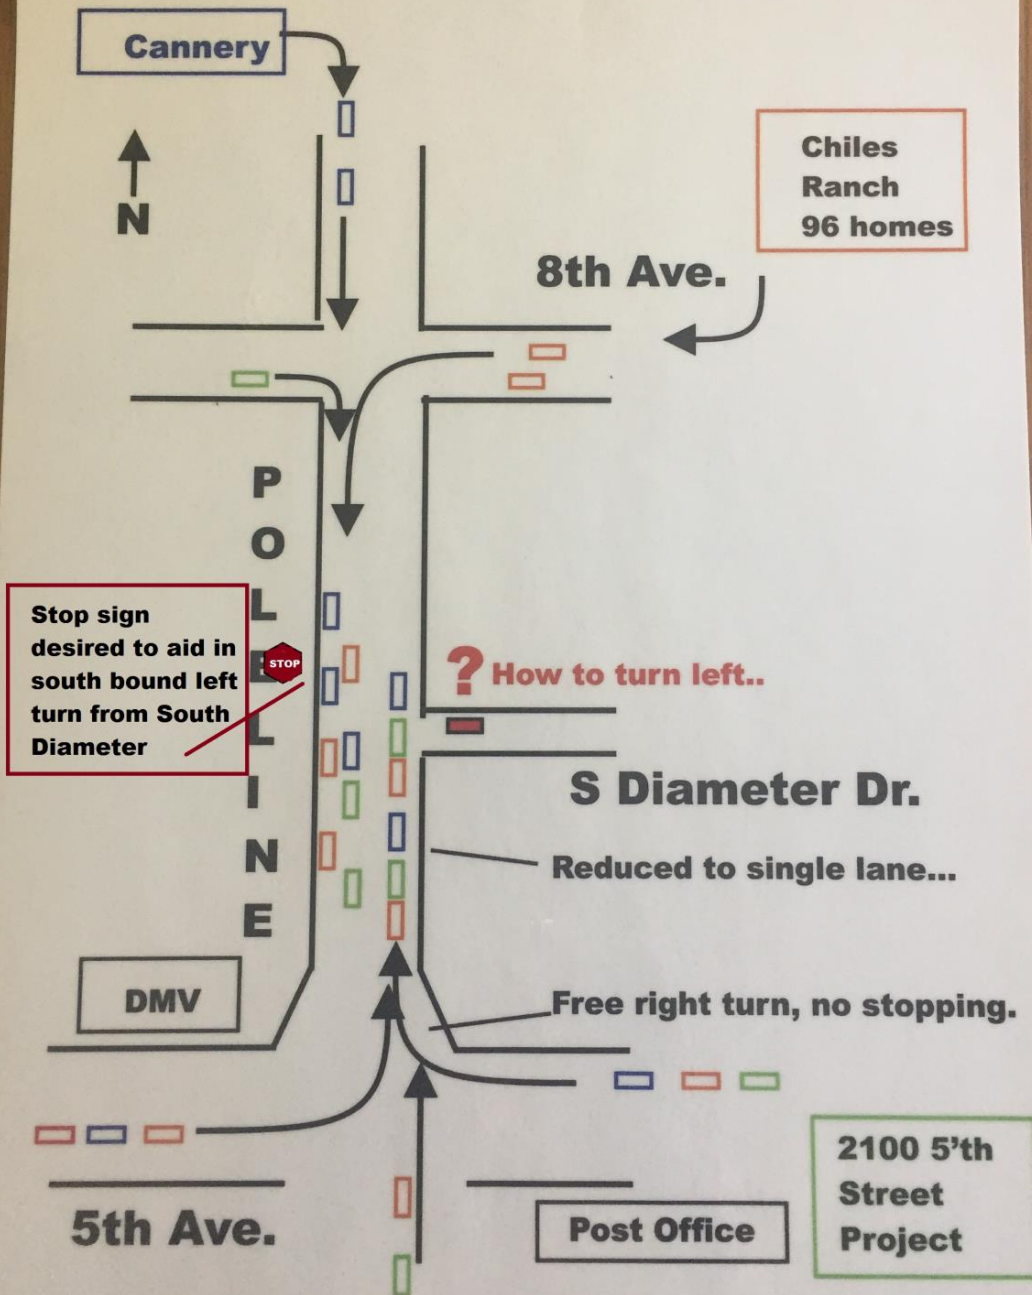 Cannery
N
Chiles
Ranch
96 homes
8th Ave.
POLELINE
Stop sign
desired to aid in
south bound left
turn from South
Diameter
STOP
? How to turn left..
S Diameter Dr.
Reduced to single lane...
DMV
Free right turn, no stopping.
2100 5'th
Street
Project
5th Ave.
Post Office